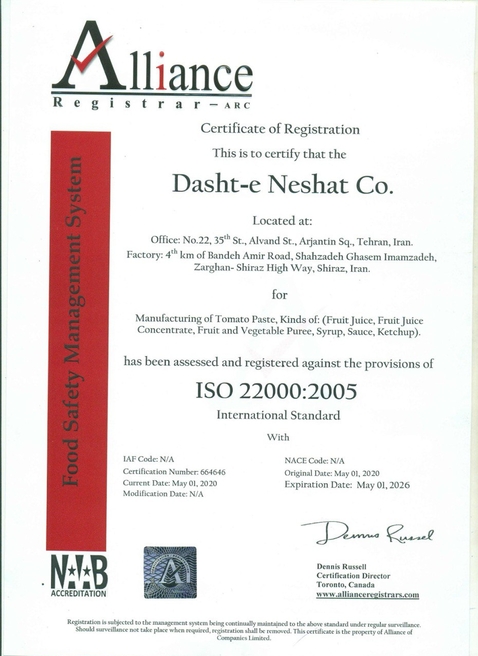 Alliance
Registrar – ARC
Certificate of Registration
This is to certify that the
Dasht-e Neshat Co.
Located at:
Office: No.22, 35th St., Alvand St., Arjantin Sq., Tehran, Iran.
Factory: 4th km of Bandeh Amir Road, Shahzadeh Ghasem Imamzadeh,
Zarghan- Shiraz High Way, Shiraz, Iran.
for
Manufacturing of Tomato Paste, Kinds of: (Fruit Juice, Fruit Juice
Concentrate, Fruit and Vegetable Puree, Syrup, Sauce, Ketchup).
has been assessed and registered against the provisions of
ISO 22000:2005
International Standard
With
Food Safety Management System
IAF Code: N/A
Certification Number: 664646
Current Date: May 01, 2020
Modification Date: N/A
NACE Code: N/A
Original Date: May 01, 2020
Expiration Date: May 01, 2026
Dennis Russel
Dennis Russell
Certification Director
Toronto, Canada
www.allianceregistrars.com
NAB
ACCREDITATION
Registration is subjected to the management system being continually maintained to the above standard under regular surveillance.
Should surveillance not take place when required, registration shall be removed. This certificate is the property of Alliance of
Companies Limited.